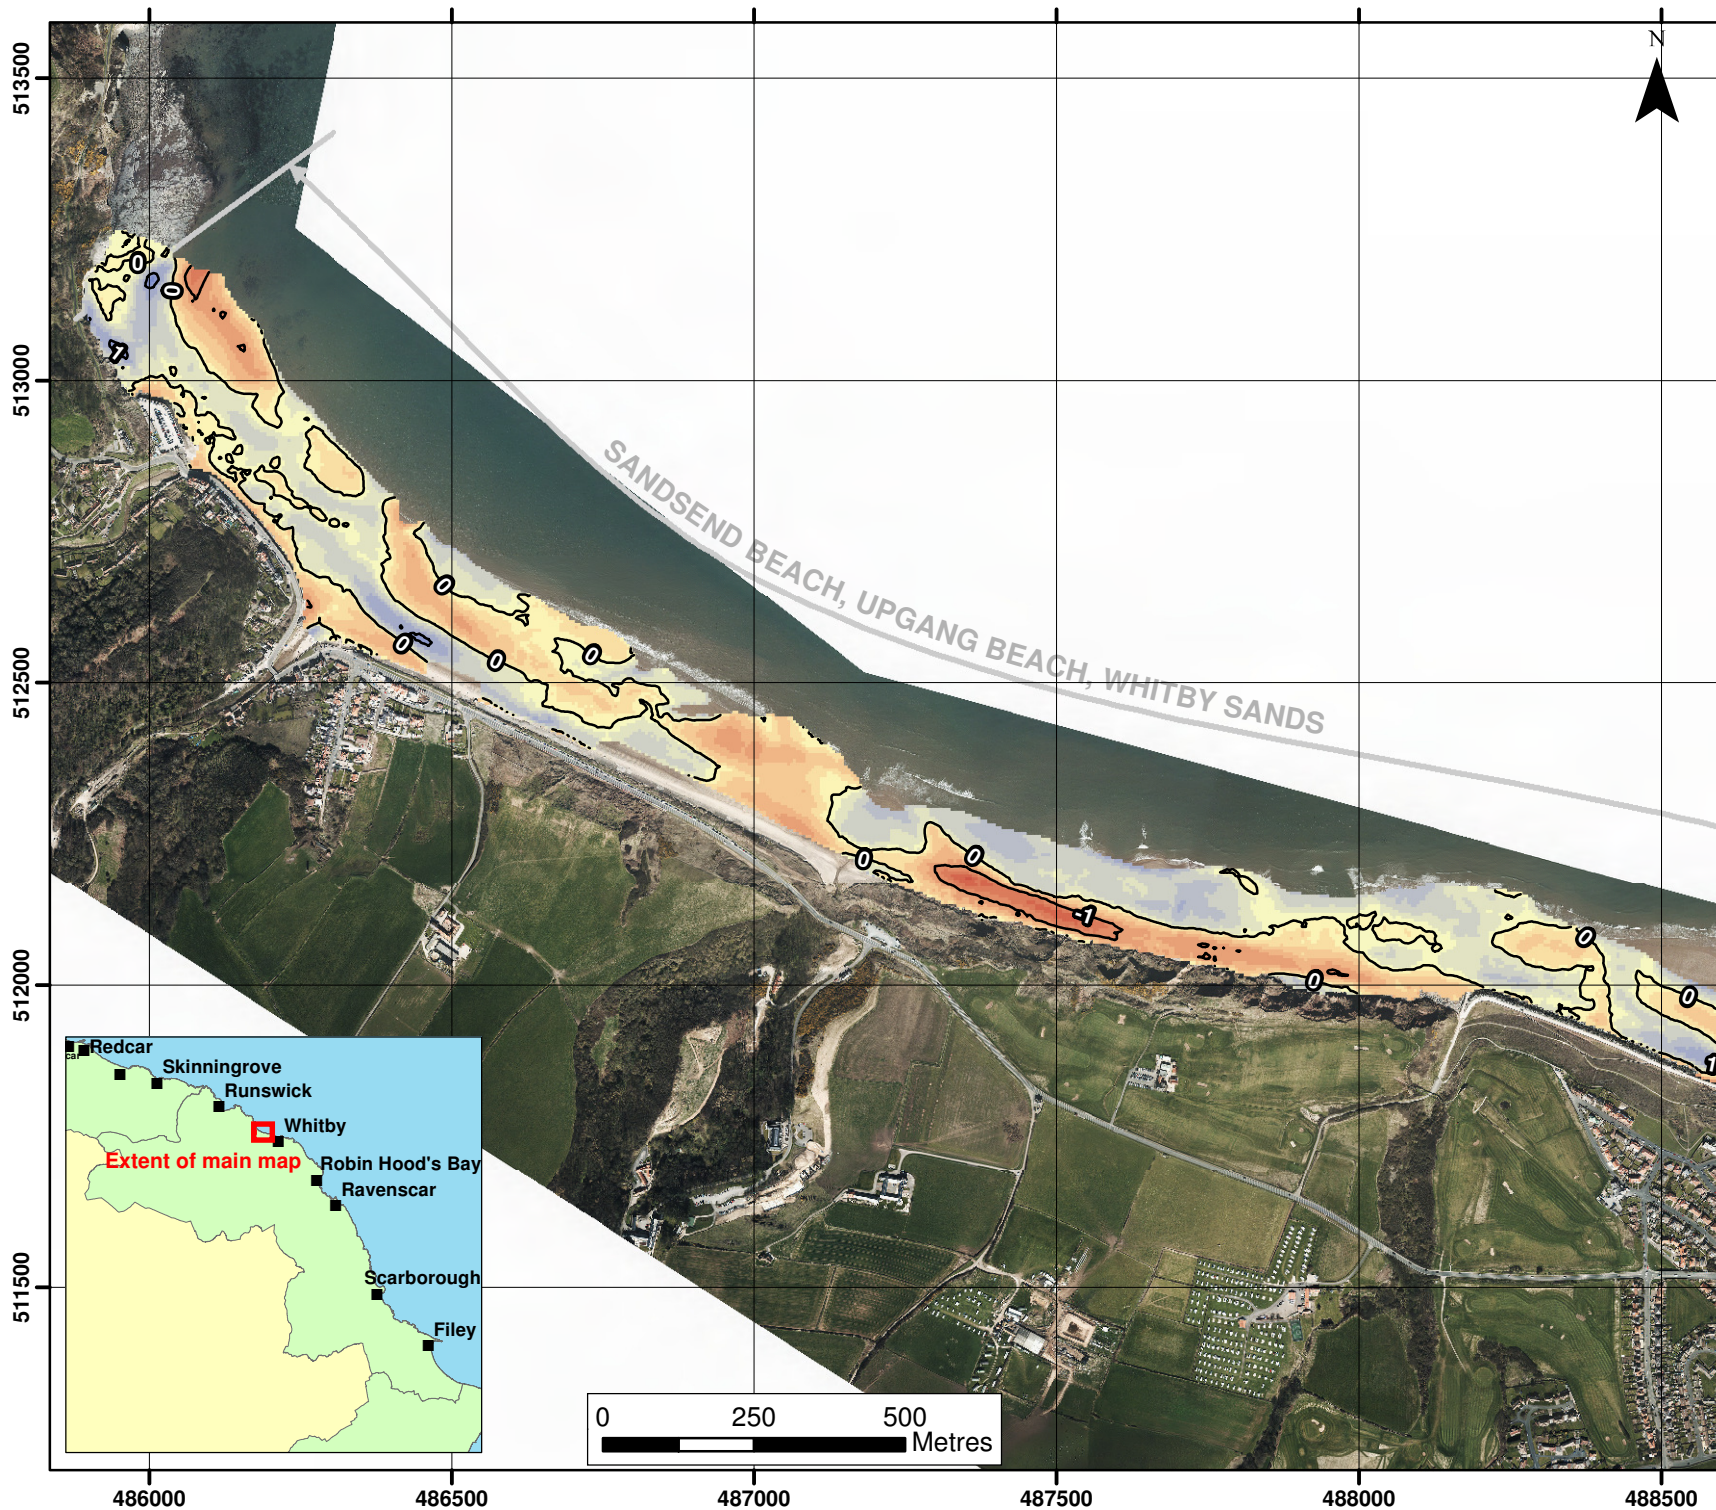 N
513500
513000
512500
512000
511500
0
0
1
SANDSEND BEACH, UPGANG BEACH, WHITBY SANDS
0
0
0
0
0
0
-1
0
0
0
1
Redcar
car
Skinningrove
Runswick
Whitby
Extent of main map
Robin Hood's Bay
Ravenscar
Scarborough
Filey
0 250 500
Metres
486000 486500 487000 487500 488000 488500